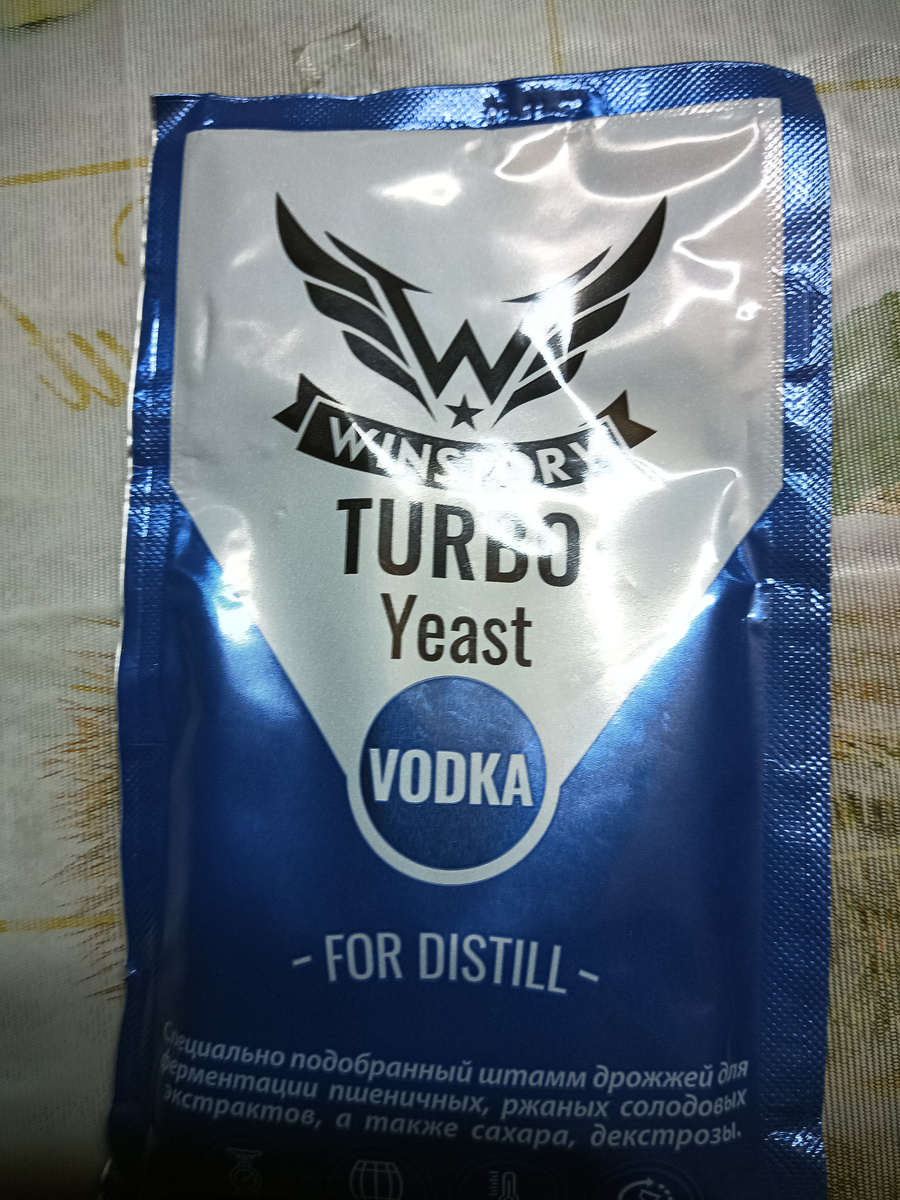 W
WINSTORY
TURBO
Yeast
VODKA
- FOR DISTILL -
Специально подобранный штамм дрожжей для
ферментации пшеничных, ржаных солодовых
экстрактов, а также сахара, декстрозы.